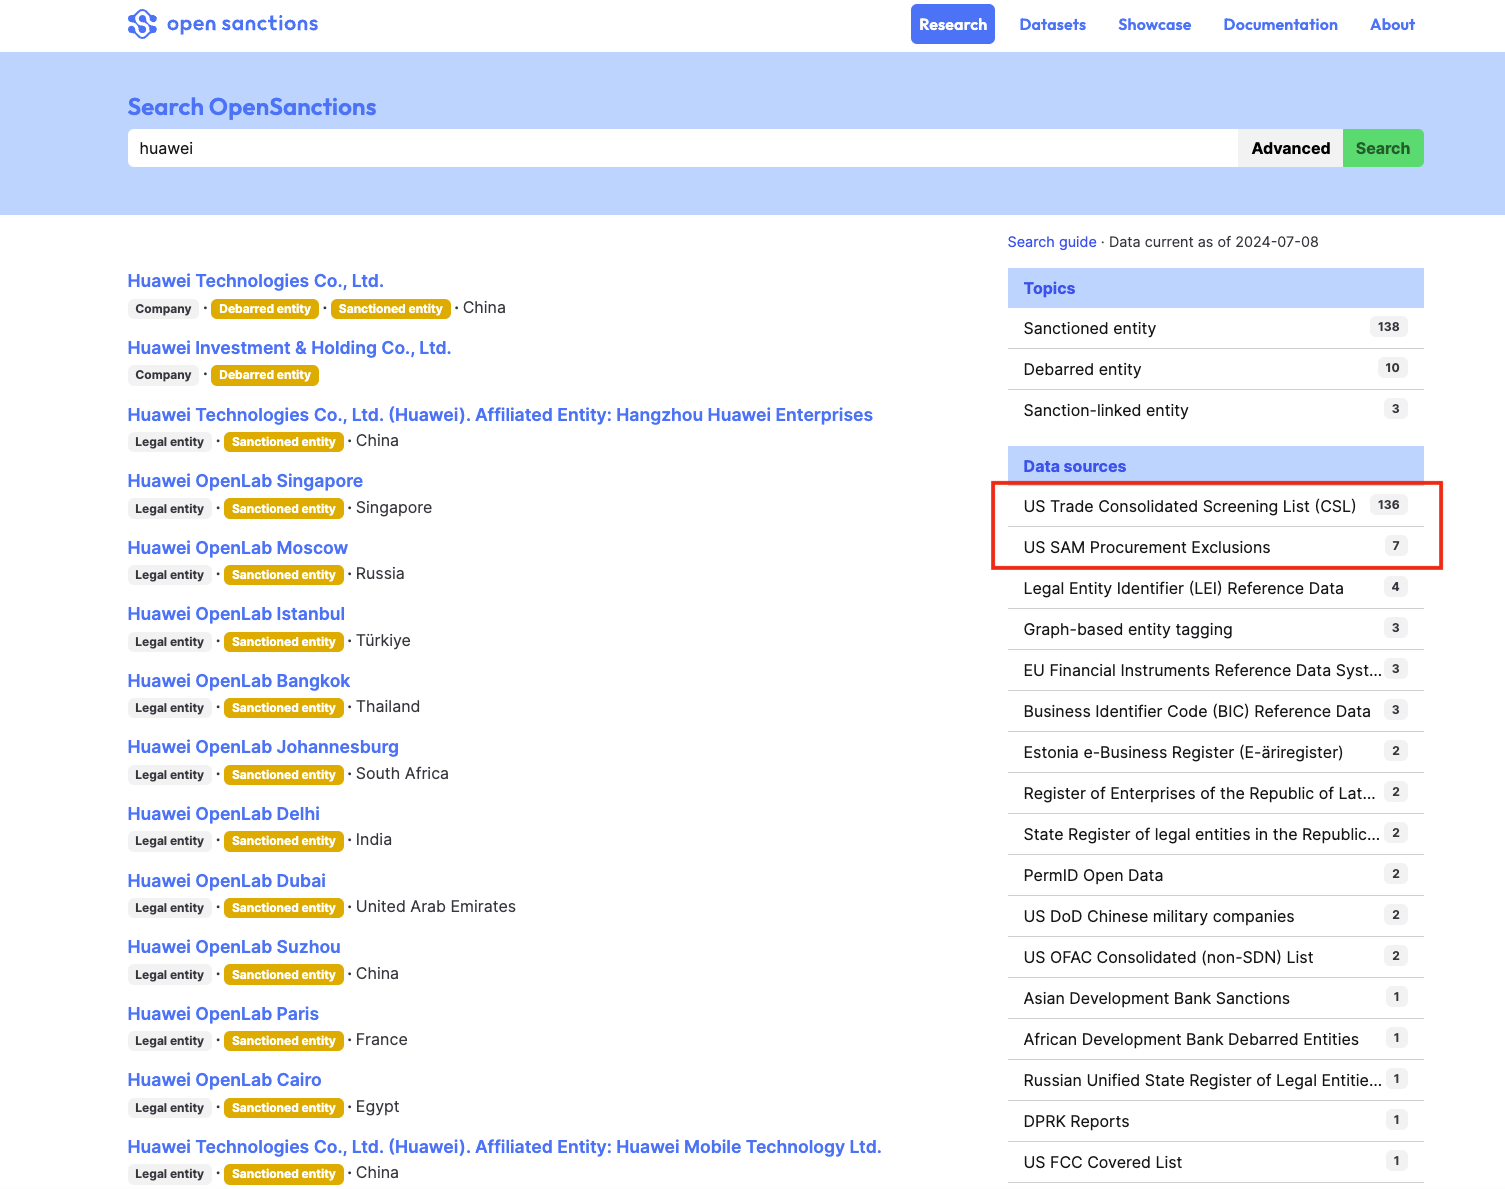 open sanctions
Research
Datasets
Showcase
Documentation
About
Search OpenSanctions
huawei
Advanced
Search
Search guide · Data current as of 2024-07-08
Huawei Technologies Co., Ltd.
Company · Debarred entity · Sanctioned entity · China
Huawei Investment & Holding Co., Ltd.
Company · Debarred entity
Huawei Technologies Co., Ltd. (Huawei). Affiliated Entity: Hangzhou Huawei Enterprises
Legal entity · Sanctioned entity · China
Huawei OpenLab Singapore
Legal entity · Sanctioned entity · Singapore
Huawei OpenLab Moscow
Legal entity · Sanctioned entity · Russia
Huawei OpenLab Istanbul
Legal entity · Sanctioned entity · Türkiye
Huawei OpenLab Bangkok
Legal entity · Sanctioned entity · Thailand
Huawei OpenLab Johannesburg
Legal entity · Sanctioned entity · South Africa
Huawei OpenLab Delhi
Legal entity · Sanctioned entity · India
Huawei OpenLab Dubai
Legal entity · Sanctioned entity · United Arab Emirates
Huawei OpenLab Suzhou
Legal entity · Sanctioned entity · China
Huawei OpenLab Paris
Legal entity · Sanctioned entity · France
Huawei OpenLab Cairo
Legal entity · Sanctioned entity · Egypt
Huawei Technologies Co., Ltd. (Huawei). Affiliated Entity: Huawei Mobile Technology Ltd.
Legal entity · Sanctioned entity · China
Topics
Sanctioned entity 138
Debarred entity 10
Sanction-linked entity 3
Data sources
US Trade Consolidated Screening List (CSL) 136
US SAM Procurement Exclusions 7
Legal Entity Identifier (LEI) Reference Data 4
Graph-based entity tagging 3
EU Financial Instruments Reference Data Syst... 3
Business Identifier Code (BIC) Reference Data 3
Estonia e-Business Register (E-äriregister) 2
Register of Enterprises of the Republic of Lat... 2
State Register of legal entities in the Republic... 2
PermID Open Data 2
US DoD Chinese military companies 2
US OFAC Consolidated (non-SDN) List 2
Asian Development Bank Sanctions 1
African Development Bank Debarred Entities 1
Russian Unified State Register of Legal Entitie... 1
DPRK Reports 1
US FCC Covered List 1